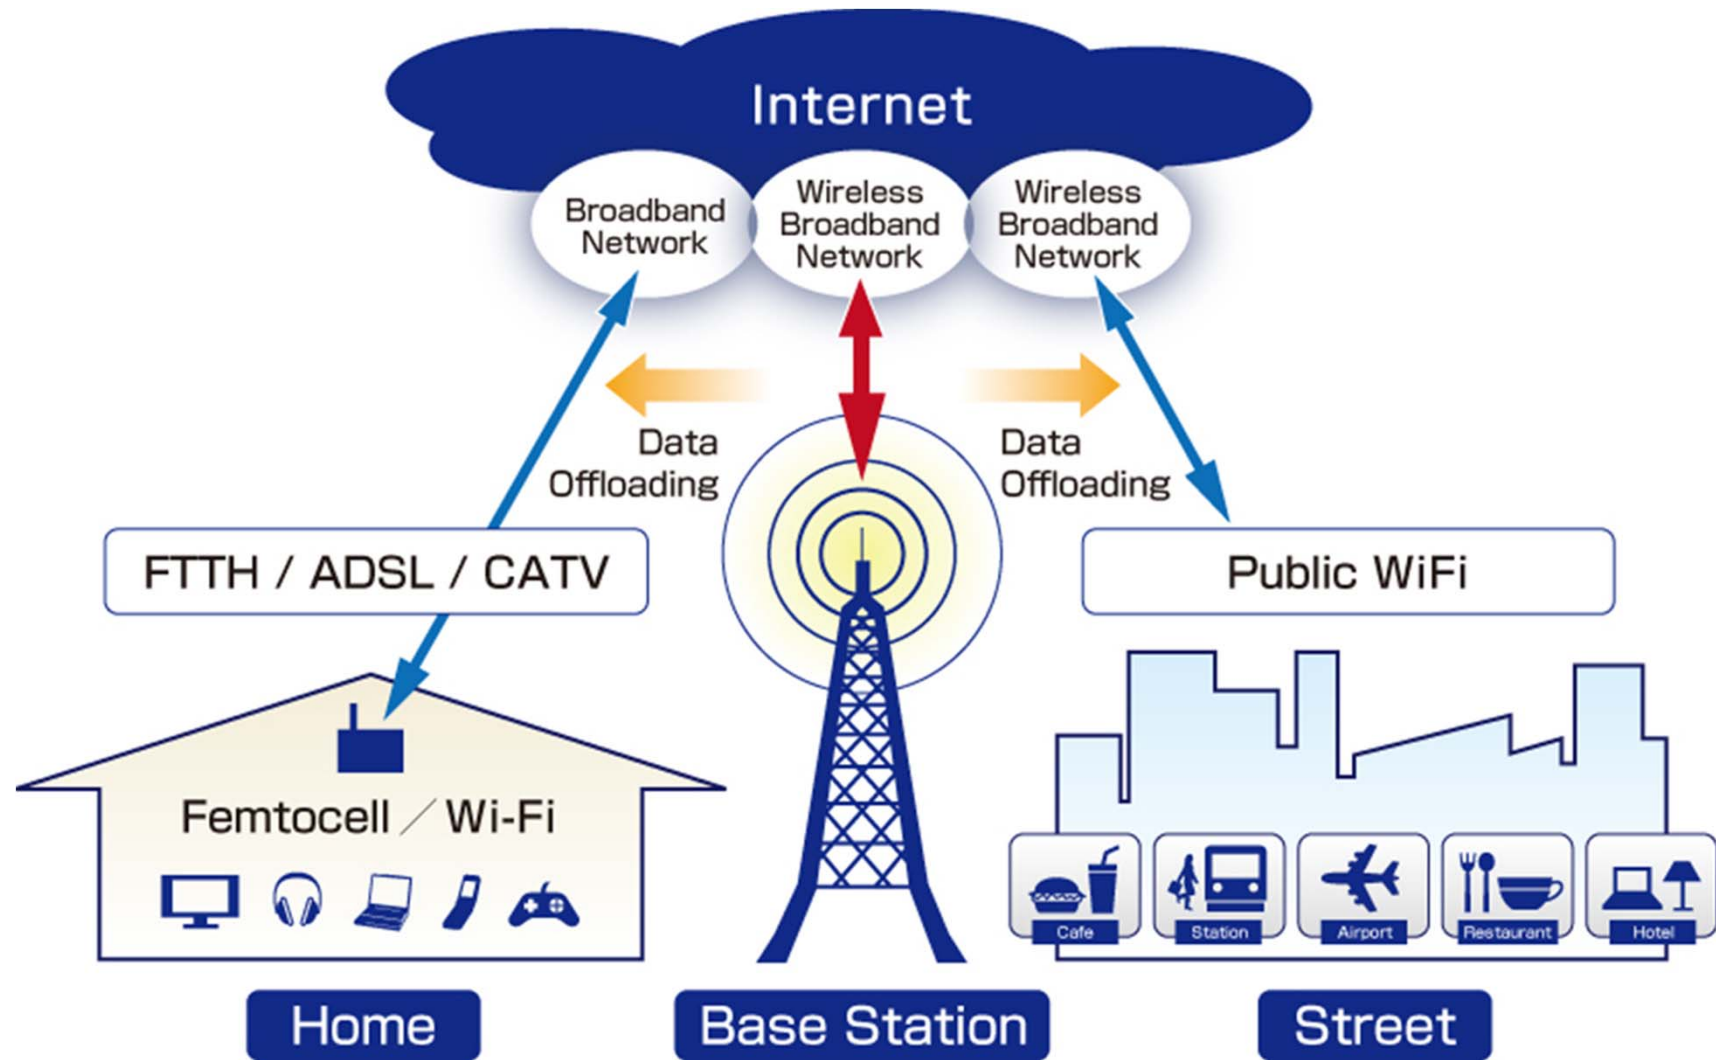 Internet
Broadband
Network
Wireless
Broadband
Network
Wireless
Broadband
Network
Data
Offloading
Data
Offloading
FTTH / ADSL / CATV
Public WiFi
Femtocell／Wi-Fi
Cafe
Station
Airport
Restaurant
Hotel
Home
Base Station
Street